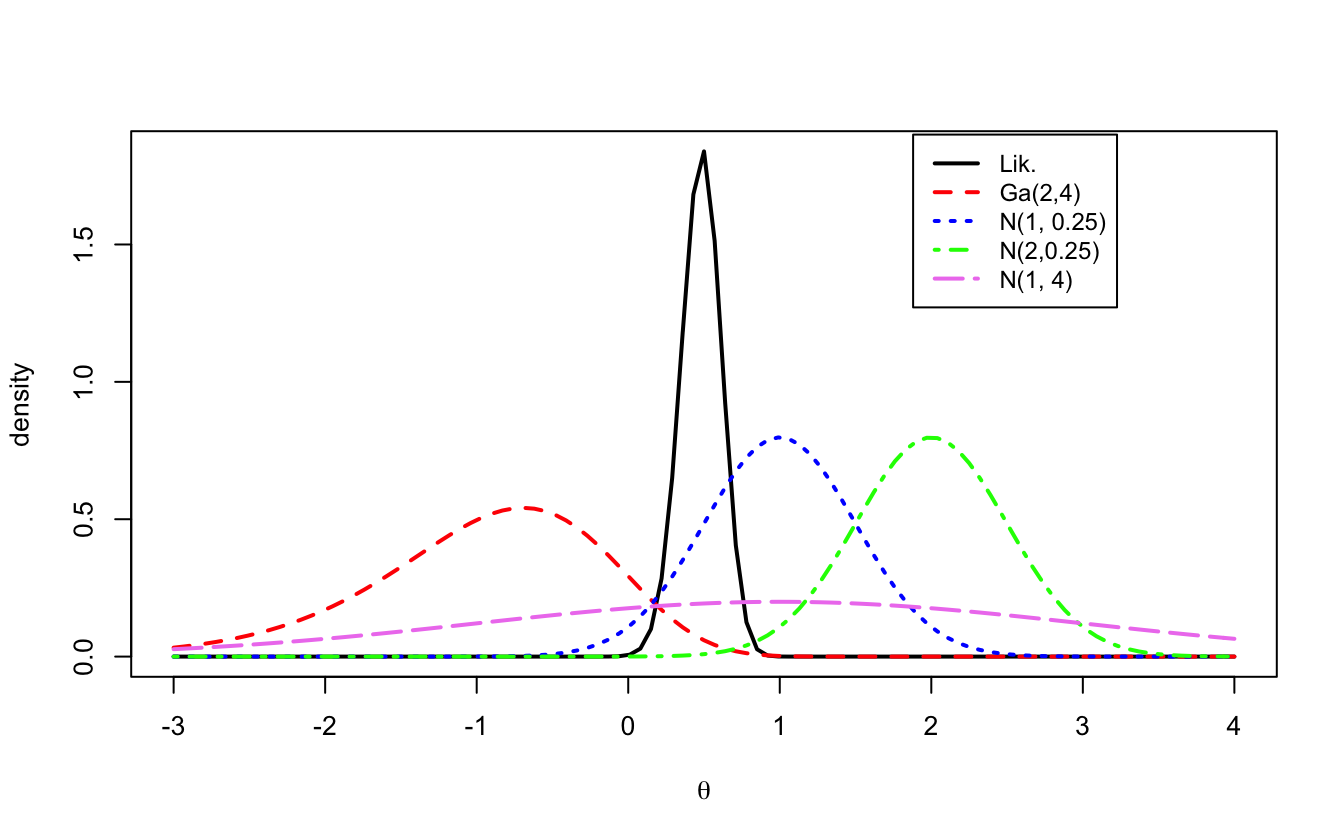 Lik.
Ga(2,4)
N(1, 0.25)
N(2,0.25)
N(1, 4)
density
1.5
1.0
0.5
0.0
-3 -2 -1 0 1 2 3 4
θ